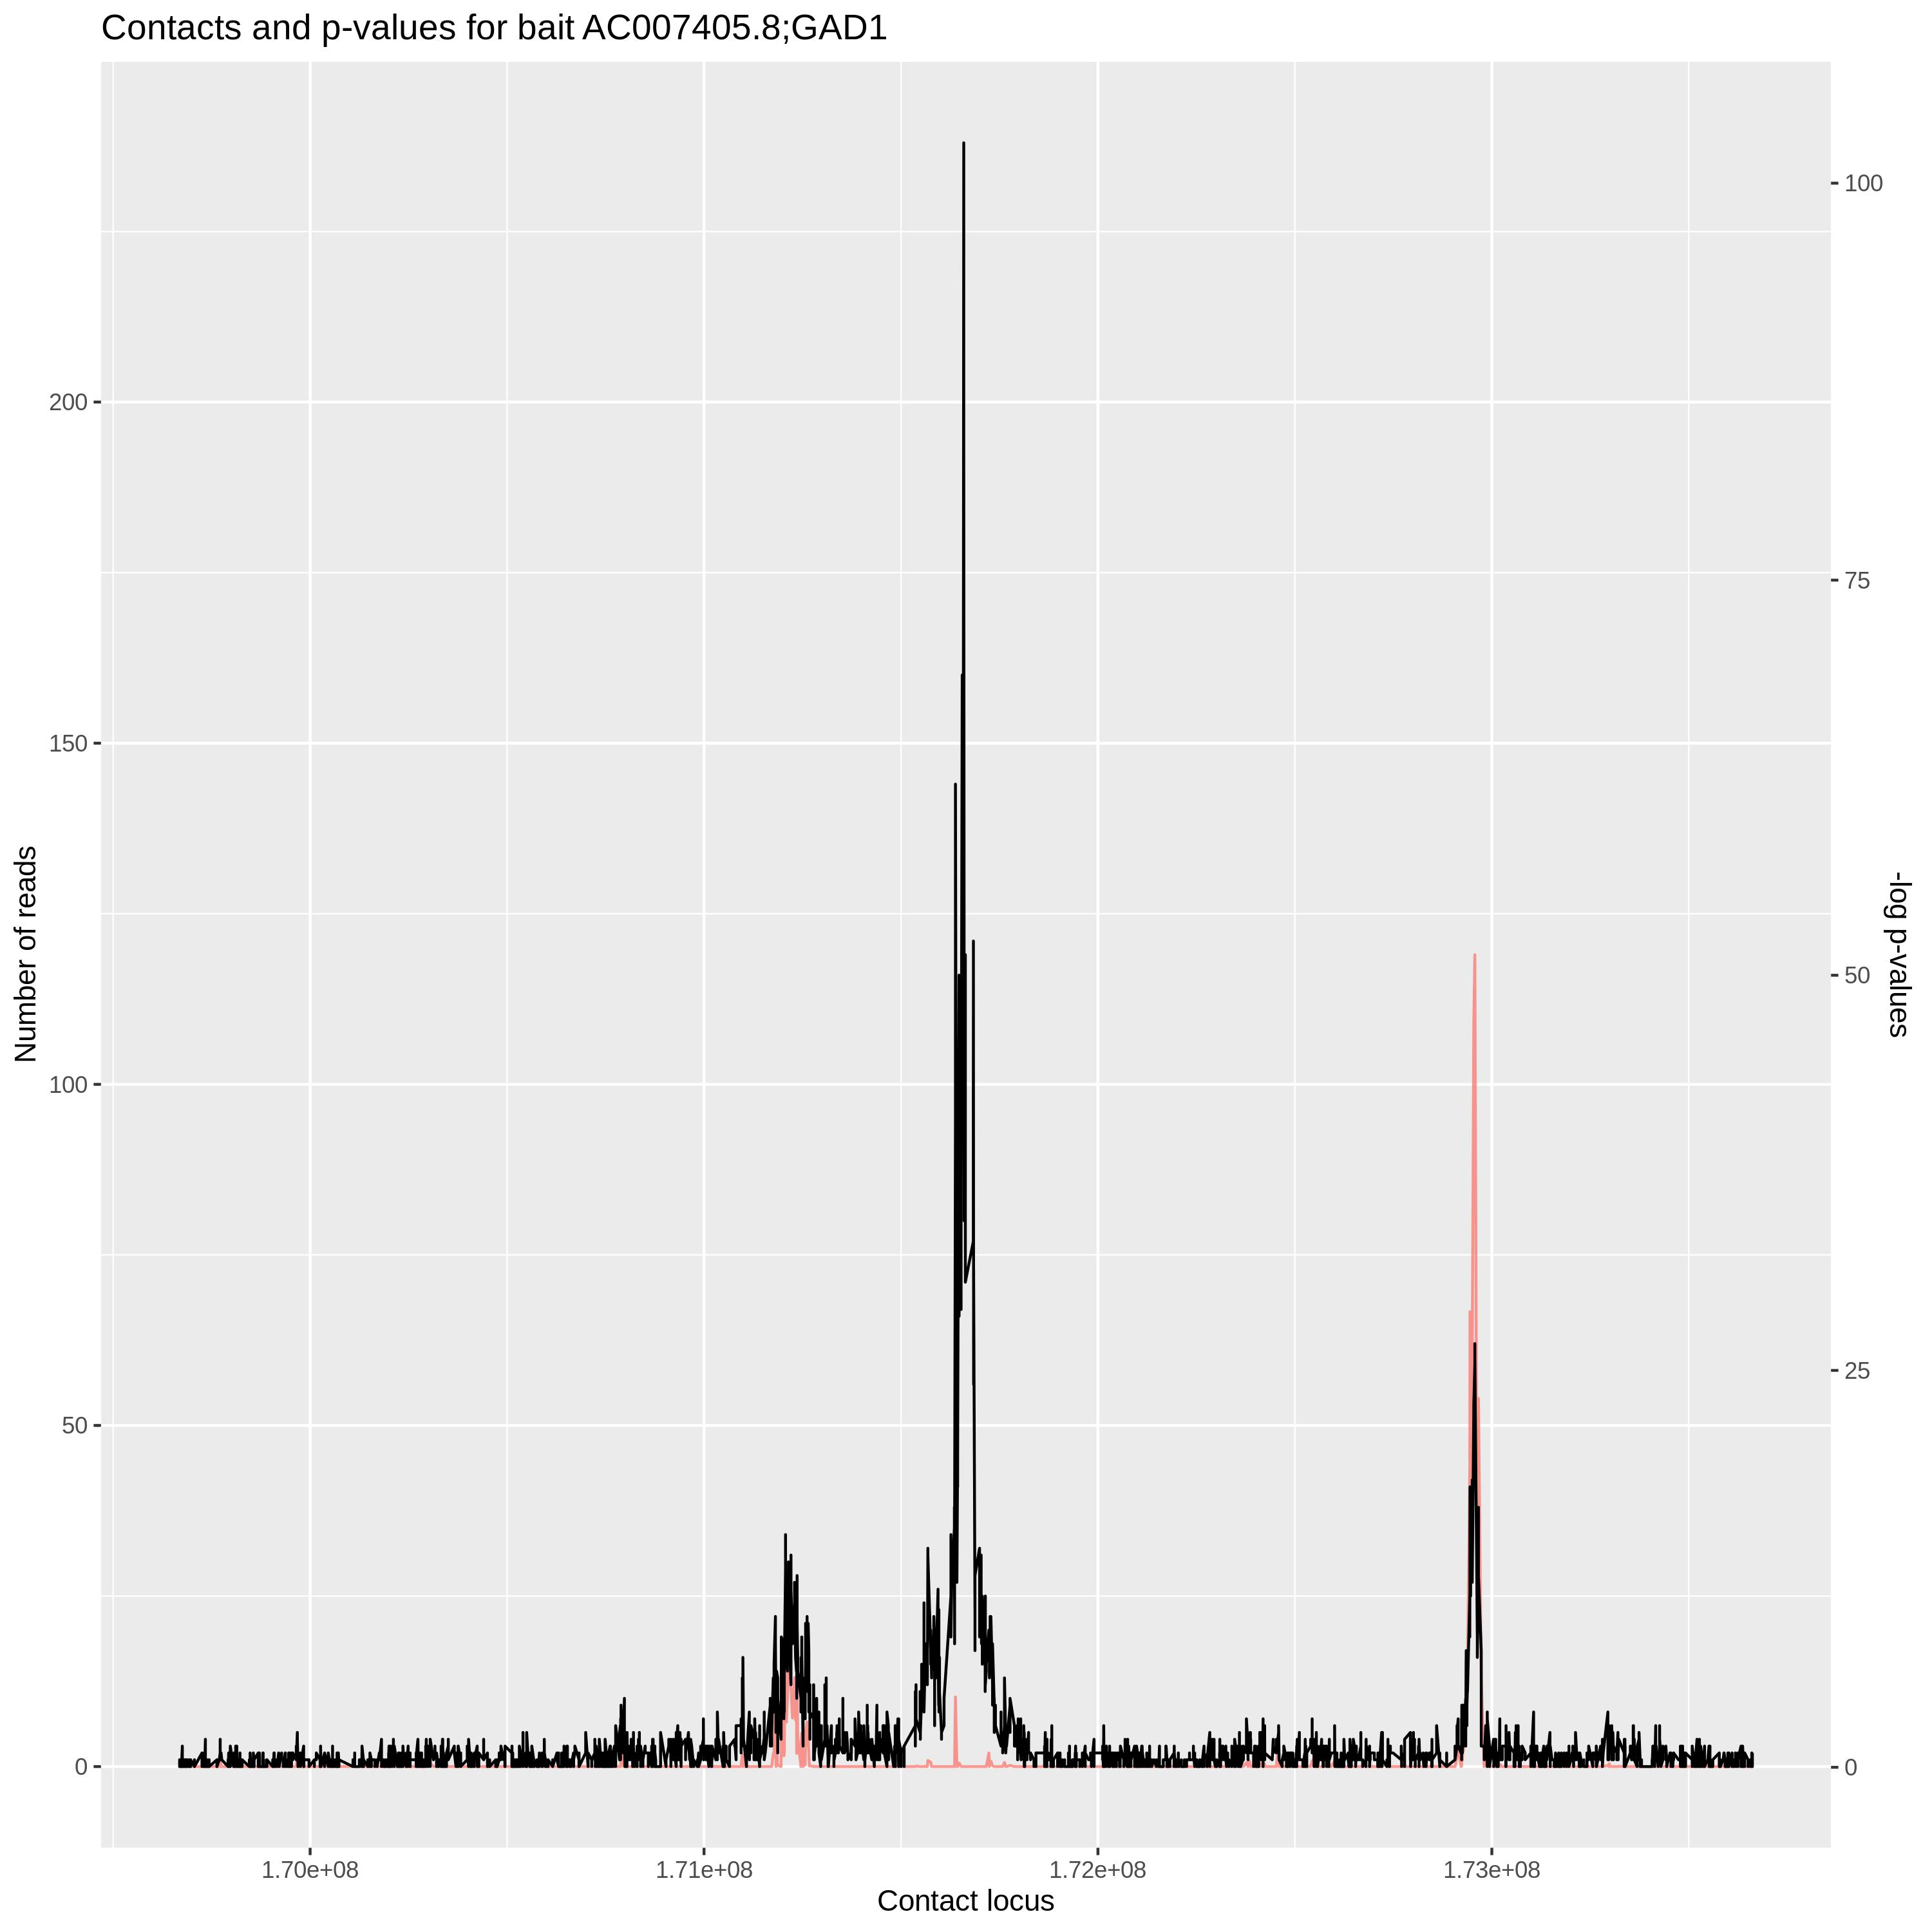 Contacts and p-values for bait AC007405.8;GAD1
Number of reads
200
150
100
50
0
100
75
50
25
0
-log p-values
1.70e+08
1.71e+08
1.72e+08
1.73e+08
Contact locus